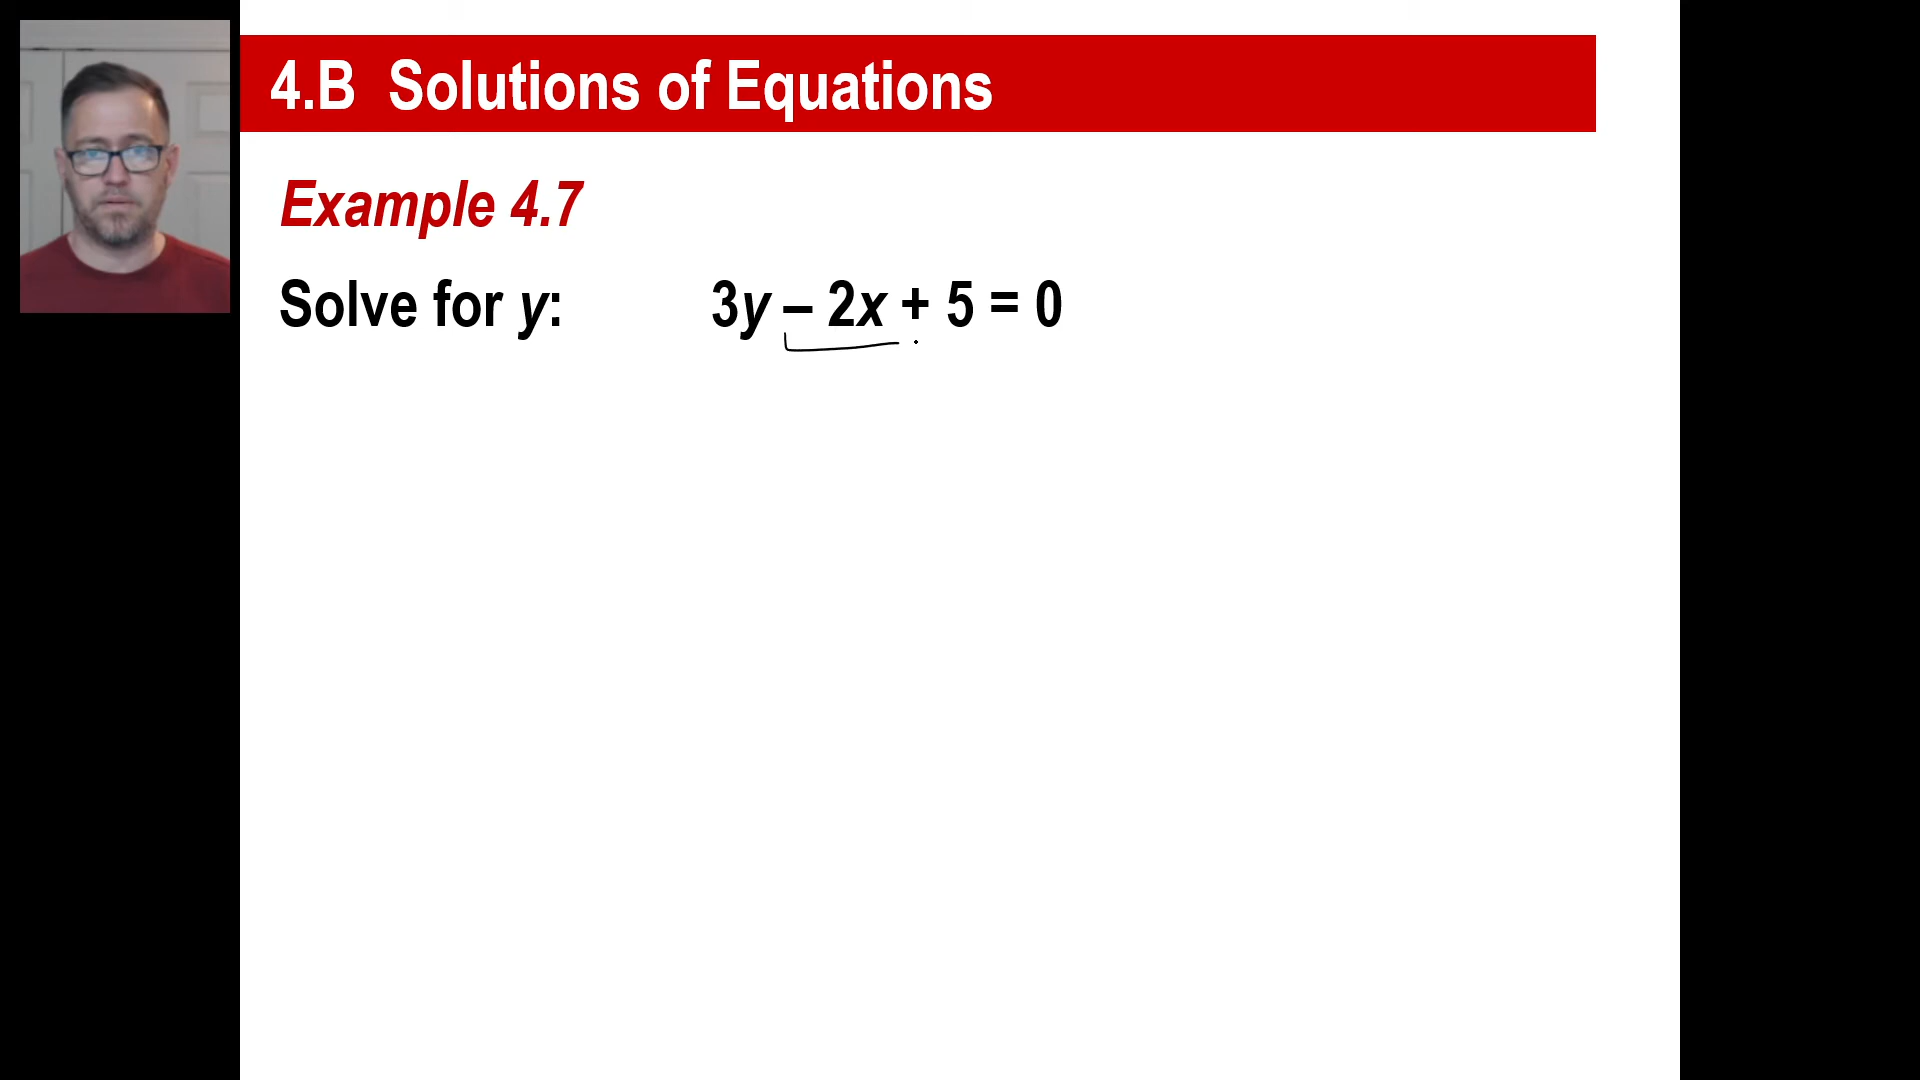 4.B Solutions of Equations
Example 4.7
Solve for y: 3y – 2x + 5 = 0